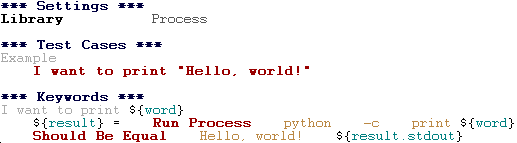 *** Settings ***
Library            Process

*** Test Cases ***
Example
    I want to print "Hello, world!"

*** Keywords ***
I want to print ${word}
    ${result} =    Run Process    python    -c    print ${word}
    Should Be Equal    Hello, world!    ${result.stdout}